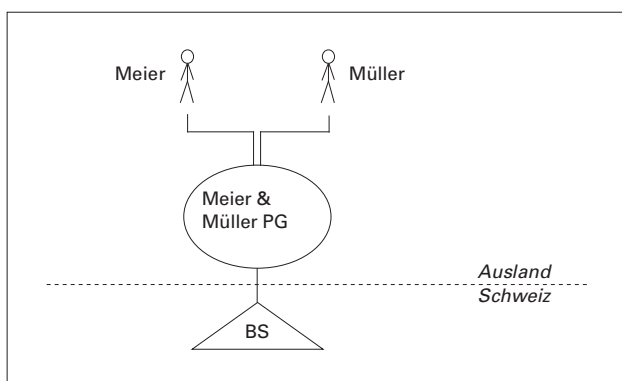 Meier
Müller
Meier &
Müller PG
Ausland
Schweiz
BS